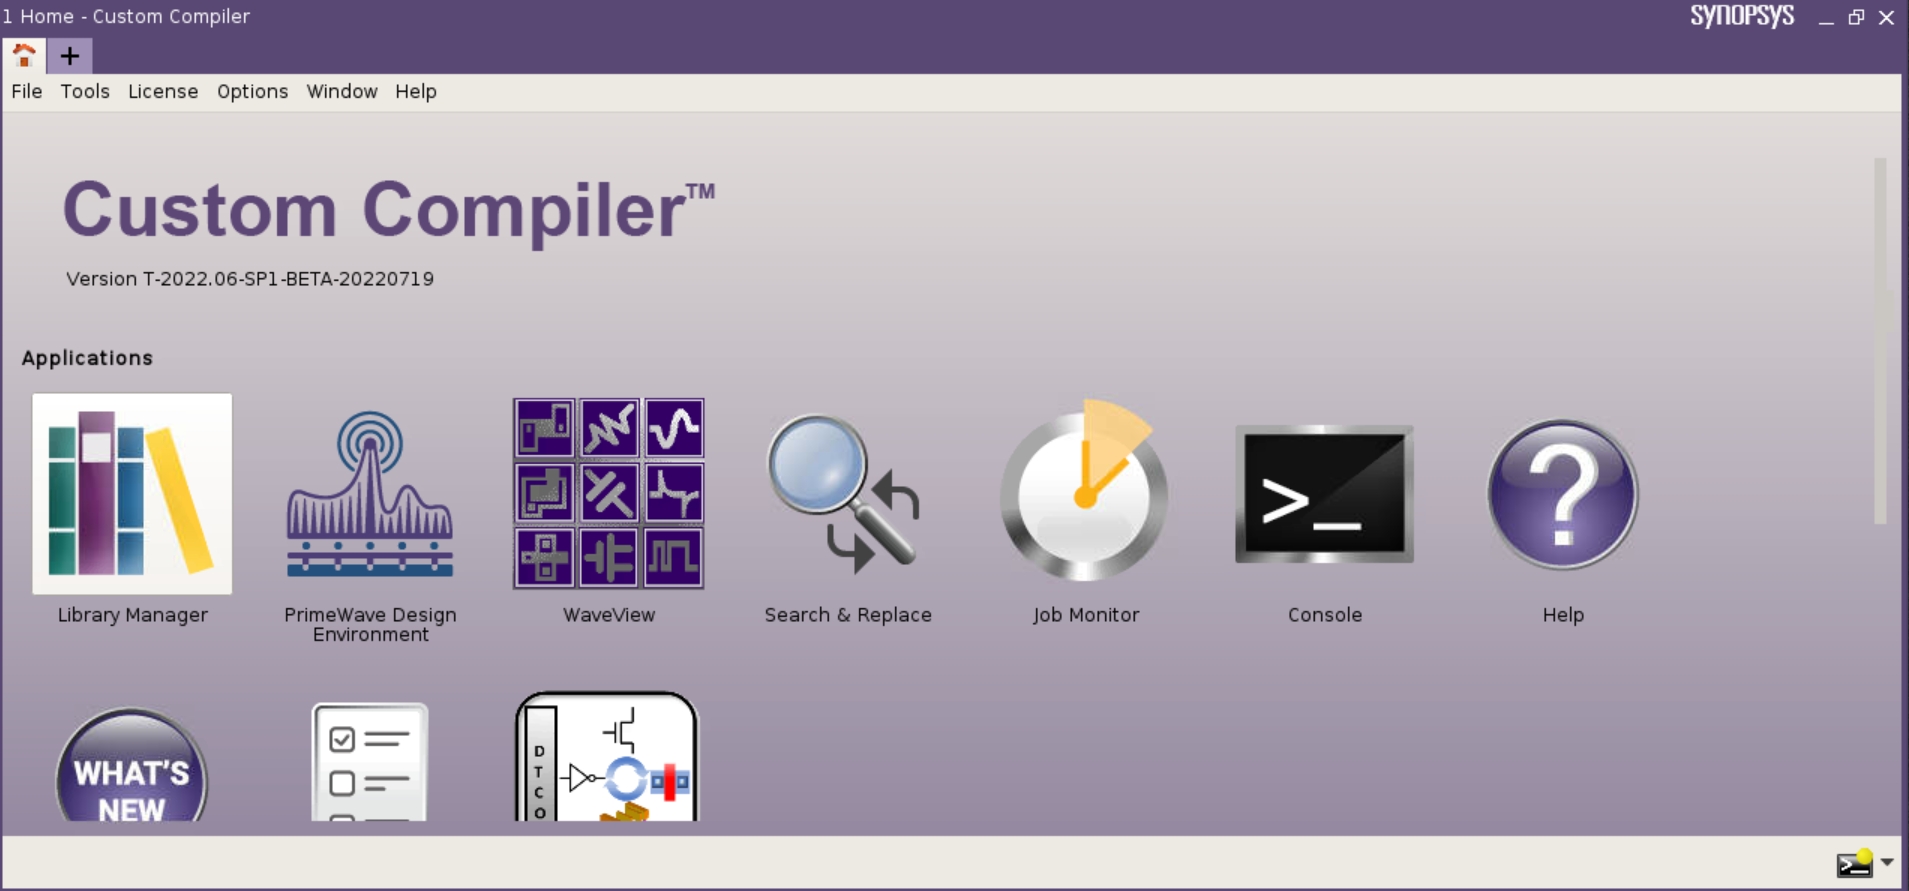 1 Home - Custom Compiler
SYNOPSYS
File Tools License Options Window Help
Custom Compiler™
Version T-2022.06-SP1-BETA-20220719
Applications
>_
?
Library Manager
PrimeWave Design
Environment
WaveView
Search & Replace
Job Monitor
Console
Help
WHAT'S
NEW
DTCO